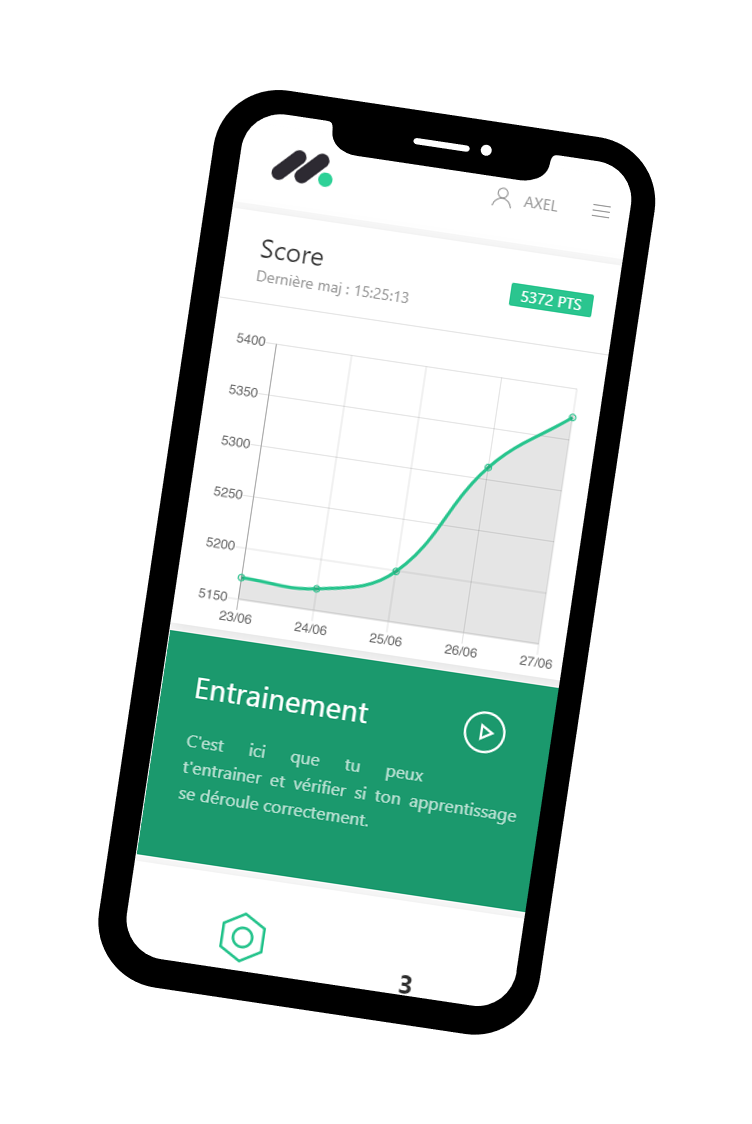 AXEL
Score
Dernière maj : 15:25:13
5372 PTS
5400
5350
5300
5250
5200
5150
23/06
24/06
25/06
26/06
27/06
Entrainement
C'est ici que tu peux
t'entrainer et vérifier si ton apprentissage
se déroule correctement.
3